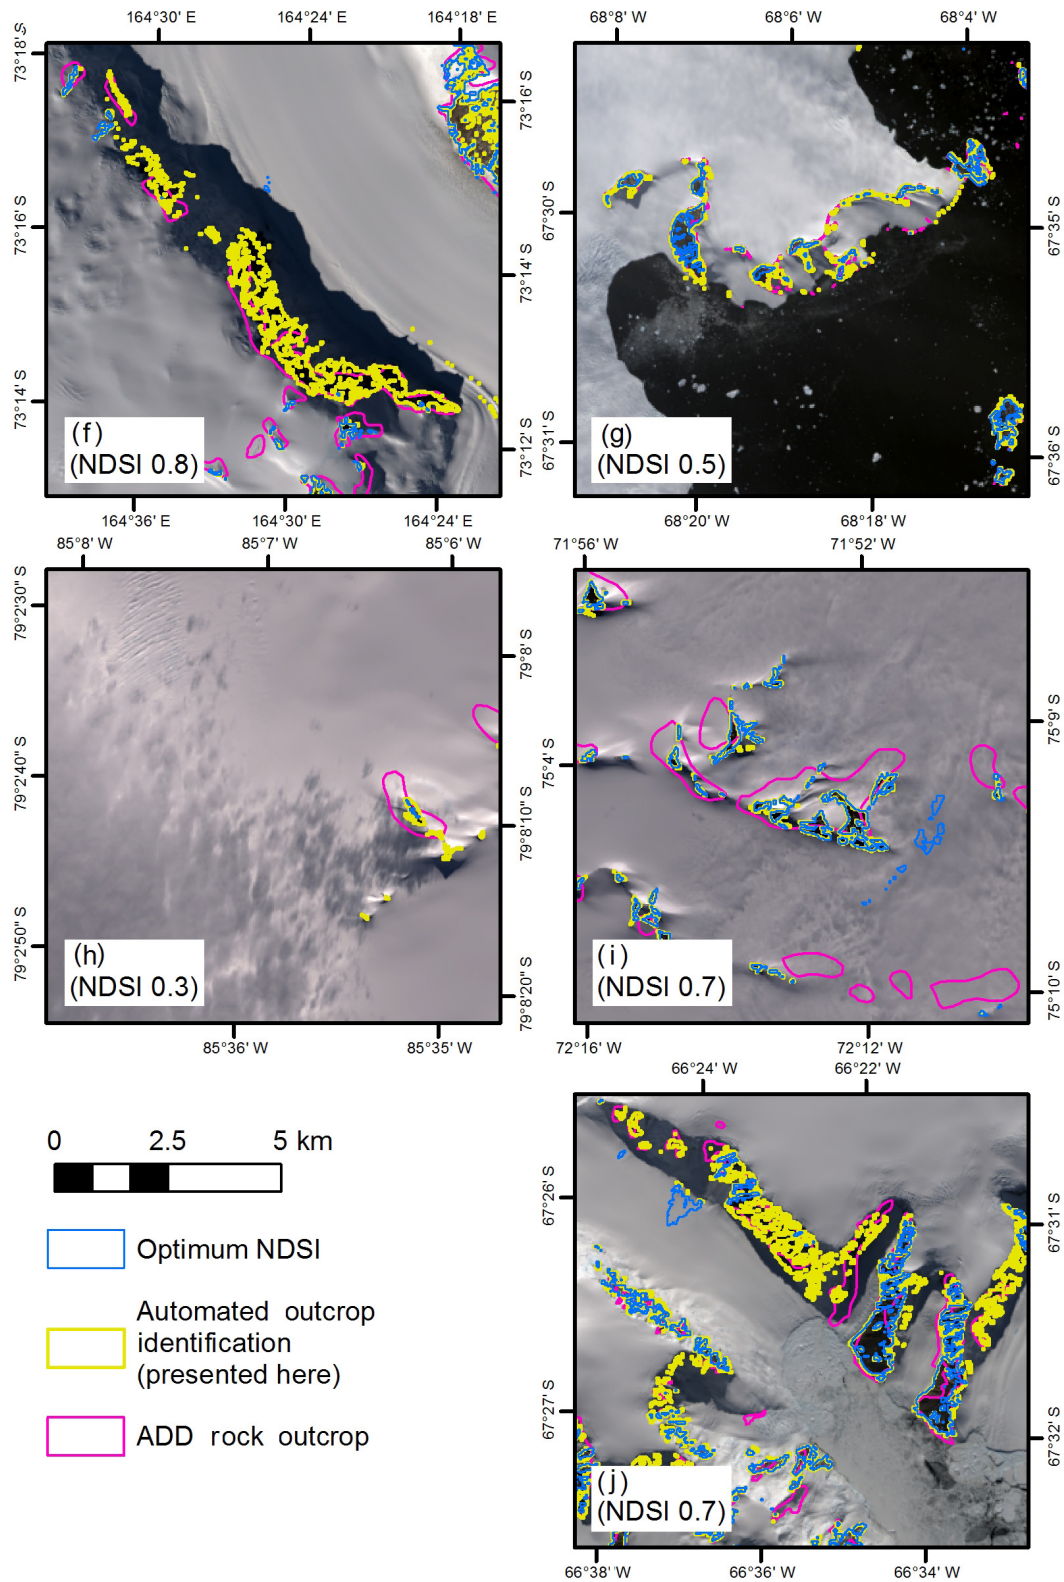 164°30' E
164°24' E
164°18' E
73°18' S
73°16' S
73°14' S
73°16' S
73°14' S
73°12' S
(f)
(NDSI 0.8)
164°36' E
164°30' E
164°24' E
68°8' W
68°6' W
68°4' W
67°30' S
67°31' S
67°35' S
67°36' S
(g)
(NDSI 0.5)
68°20' W
68°18' W
85°8' W
85°7' W
85°6' W
79°2'30" S
79°2'40" S
79°2'50" S
79°8' S
79°8'10" S
79°8'20" S
(h)
(NDSI 0.3)
85°36' W
85°35' W
71°56' W
71°52' W
75°4' S
75°9' S
75°10' S
(i)
(NDSI 0.7)
72°16' W
72°12' W
66°24' W
66°22' W
67°26' S
67°27' S
67°31' S
67°32' S
(j)
(NDSI 0.7)
66°38' W
66°36' W
66°34' W
0 2.5 5 km
Optimum NDSI
Automated outcrop
identification
(presented here)
ADD rock outcrop